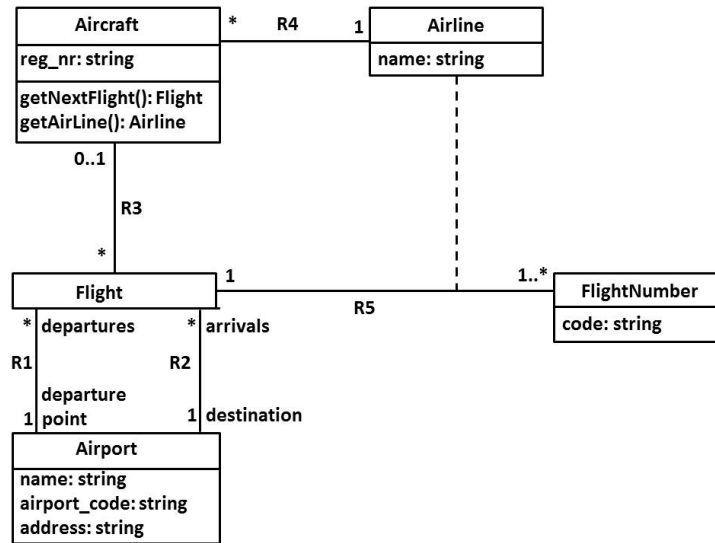 Aircraft
reg_nr: string
getNextFlight(): Flight
getAirLine(): Airline
* R4 1
Airline
name: string
0..1
R3
*
Flight
1
1..*
R5
FlightNumber
code: string
* departures
* arrivals
R1
R2
departure
1 point
1 destination
Airport
name: string
airport_code: string
address: string